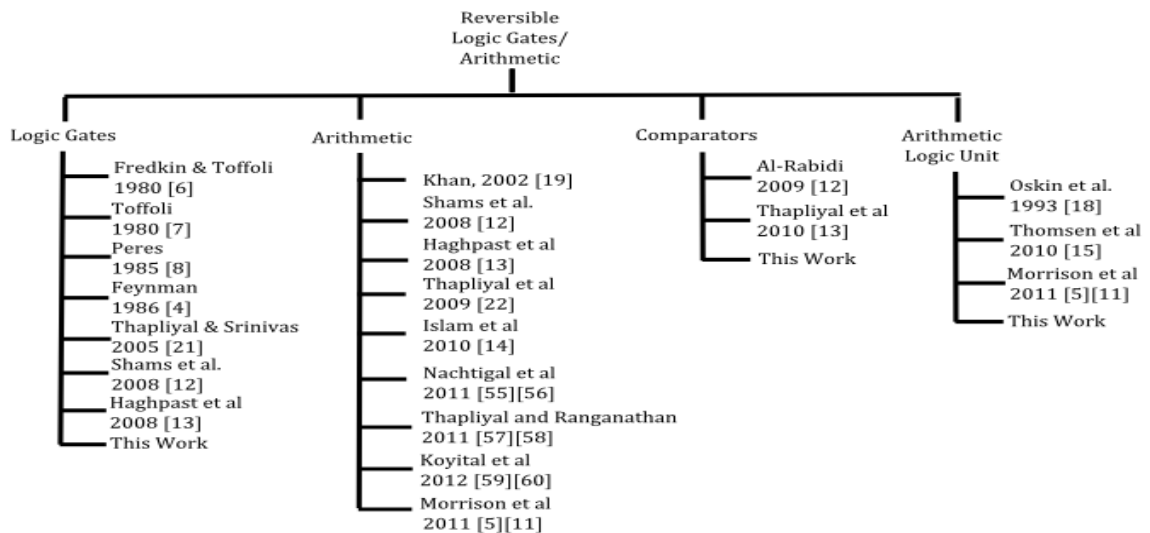 Reversible
Logic Gates/
Arithmetic
Logic Gates
Fredkin & Toffoli
1980 [6]
Toffoli
1980 [7]
Peres
1985 [8]
Feynman
1986 [4]
Thapliyal & Srinivas
2005 [21]
Shams et al.
2008 [12]
Haghpast et al
2008 [13]
This Work
Arithmetic
Khan, 2002 [19]
Shams et al.
2008 [12]
Haghpast et al
2008 [13]
Thapliyal et al
2009 [22]
Islam et al
2010 [14]
Nachtigal et al
2011 [55][56]
Thapliyal and Ranganathan
2011 [57][58]
Koyital et al
2012 [59][60]
Morrison et al
2011 [5][11]
Comparators
Al-Rabidi
2009 [12]
Thapliyal et al
2010 [13]
This Work
Arithmetic
Logic Unit
Oskin et al.
1993 [18]
Thomsen et al
2010 [15]
Morrison et al
2011 [5][11]
This Work